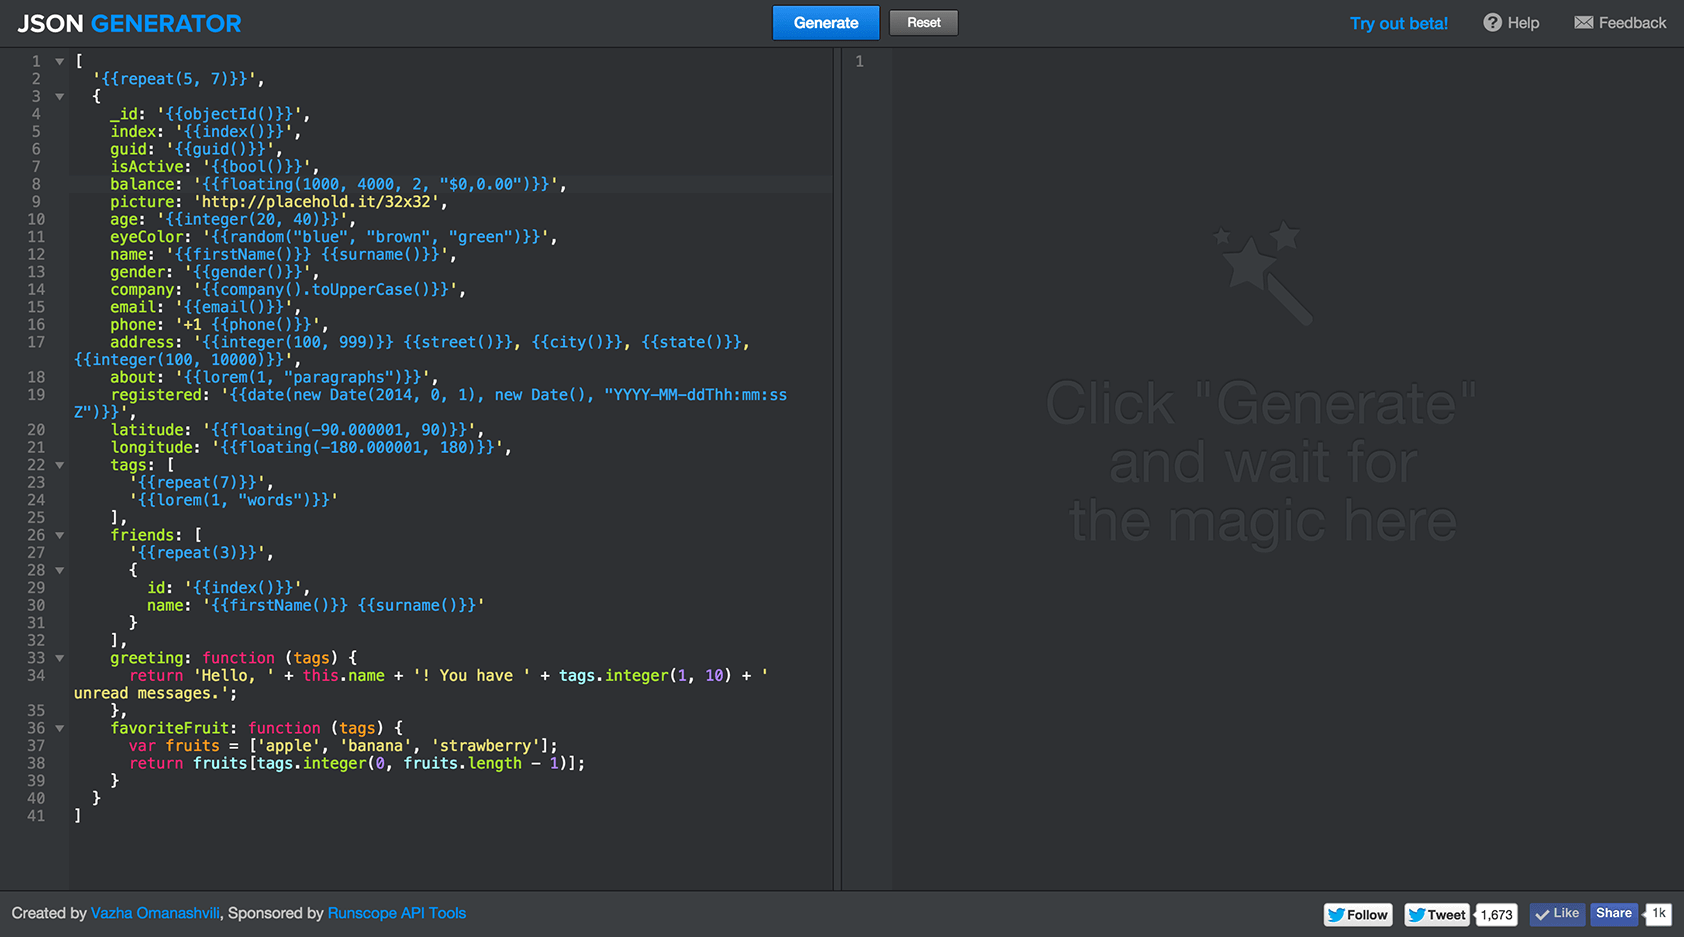 JSON GENERATOR
Generate
Reset
Try out beta!
Help
Feedback
1 [
2 '{{repeat(5, 7)}}',
3 {
4 _id: '{{objectId()}}',
5 index: '{{index()}}',
6 guid: '{{guid()}}',
7 isActive: '{{bool()}}',
8 balance: '{{floating(1000, 4000, 2, "$0,0.00")}}',
9 picture: 'http://placehold.it/32x32',
10 age: '{{integer(20, 40)}}',
11 eyeColor: '{{random("blue", "brown", "green")}}',
12 name: '{{firstName()}} {{surname()}}',
13 gender: '{{gender()}}',
14 company: '{{company().toUpperCase()}}',
15 email: '{{email()}}',
16 phone: '+1 {{phone()}}',
17 address: '{{integer(100, 999)}} {{street()}}, {{city()}}, {{state()}},
{{integer(100, 10000)}}',
18 about: '{{lorem(1, "paragraphs")}}',
19 registered: '{{date(new Date(2014, 0, 1), new Date(), "YYYY-MM-ddThh:mm:ss
Z")}}',
20 latitude: '{{floating(-90.000001, 90)}}',
21 longitude: '{{floating(-180.000001, 180)}}',
22 tags: [
23 '{{repeat(7)}}',
24 '{{lorem(1, "words")}}'
25 ],
26 friends: [
27 '{{repeat(3)}}',
28 {
29 id: '{{index()}}',
30 name: '{{firstName()}} {{surname()}}'
31 }
32 ],
33 greeting: function (tags) {
34 return 'Hello, ' + this.name + '! You have ' + tags.integer(1, 10) + '
unread messages.';
35 },
36 favoriteFruit: function (tags) {
37 var fruits = ['apple', 'banana', 'strawberry'];
38 return fruits[tags.integer(0, fruits.length - 1)];
39 }
40 }
41 ]
1
Click "Generate"
and wait for
the magic here
Created by Vazha Omanashvili, Sponsored by Runscope API Tools
Follow
Tweet
1,673
Like
Share
1k